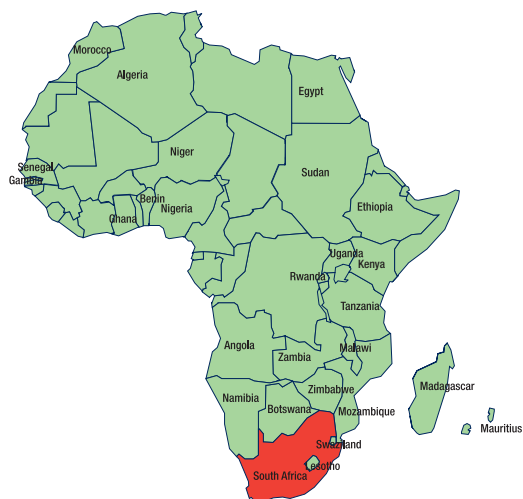 Morocco
Algeria
Egypt
Niger
Senegal
Gambia
Sudan
Benin
Ghana
Nigeria
Ethiopia
Uganda
Kenya
Rwanda
Tanzania
Angola
Malawi
Zambia
Madagascar
Zimbabwe
Namibia
Botswana
Mozambique
Mauritius
Swaziland
Lesotho
South Africa